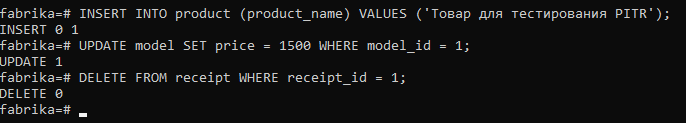 fabrika=# INSERT INTO product (product_name) VALUES ('Товар для тестирования PITR');
INSERT 0 1
fabrika=# UPDATE model SET price = 1500 WHERE model_id = 1;
UPDATE 1
fabrika=# DELETE FROM receipt WHERE receipt_id = 1;
DELETE 0
fabrika=#